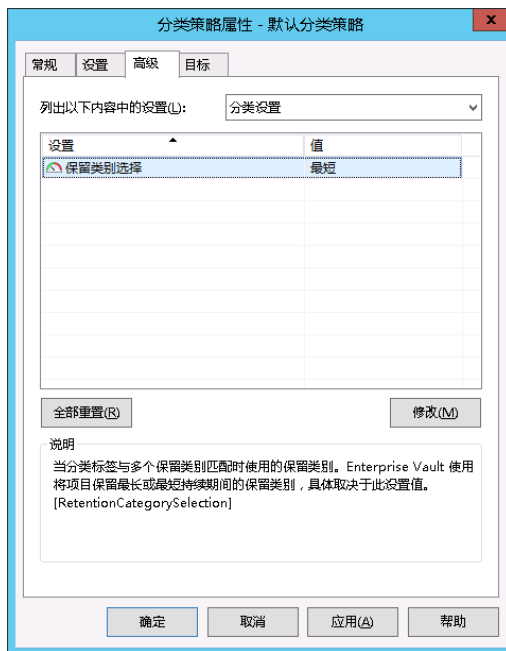 分类策略属性 - 默认分类策略
x
常规 设置 高级 目标
列出以下内容中的设置(L): 分类设置
设置 值
保留类别选择 最短
全部重置(R) 修改(M)
说明
当分类标签与多个保留类别匹配时使用的保留类别。Enterprise Vault 使用
将项目保留最长或最短持续期间的保留类别，具体取决于此设置值。
[RetentionCategorySelection]
确定 取消 应用(A) 帮助